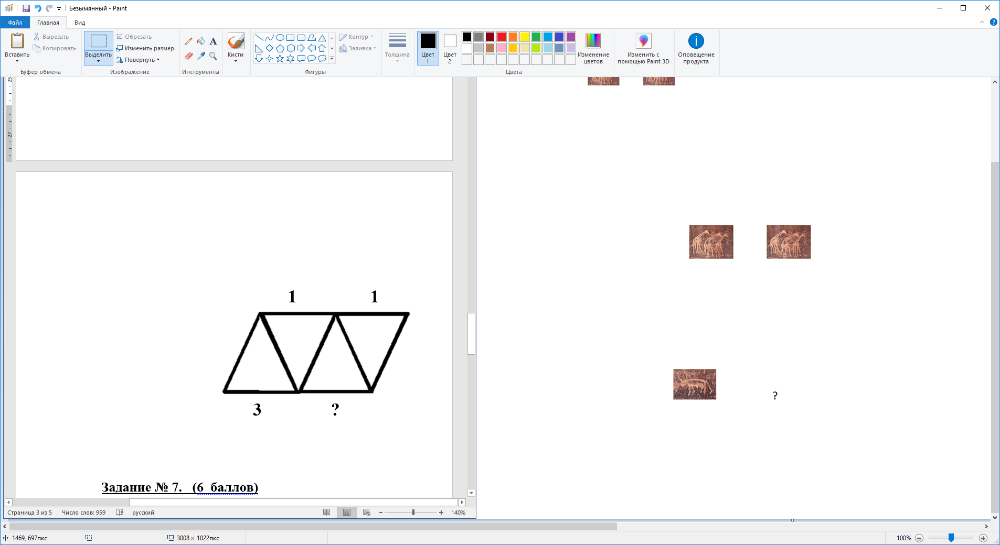 Безымянный - Paint
Файл Главная Вид
Вставить
Вырезать
Копировать
Буфер обмена
Выделить
Обрезать
Изменить размер
Повернуть
Изображение
A
Инструменты
Кисти
Контур
Заливка
Фигуры
Толщина
Цвет 1
Цвет 2
Изменение цветов
Цвета
Изменить с помощью Paint 3D
Оповещение продукта
25
27
1 1
3 ?
?
Задание № 7. (6 баллов)
Страница 3 из 5 Число слов: 959 русский 140%
1469, 697пкс 3008 × 1022пкс 100%